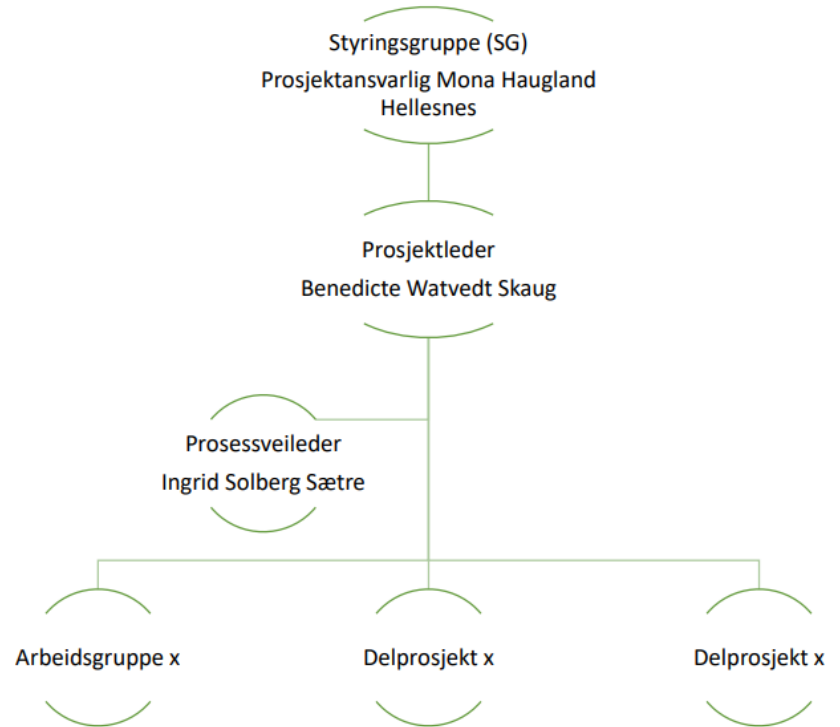 Styringsgruppe (SG)
Prosjektansvarlig Mona Haugland
Hellesnes
Prosjektleder
Benedicte Watvedt Skaug
Prosessveileder
Ingrid Solberg Sætre
Arbeidsgruppe x
Delprosjekt x
Delprosjekt x